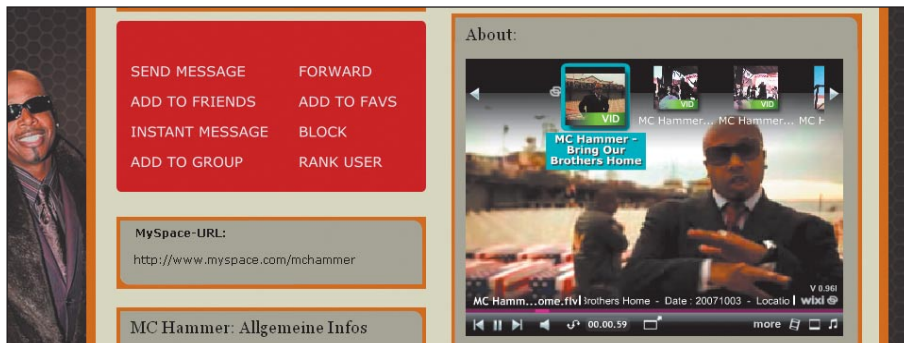 SEND MESSAGE FORWARD
ADD TO FRIENDS ADD TO FAVS
INSTANT MESSAGE BLOCK
ADD TO GROUP RANK USER
MySpace-URL:
http://www.myspace.com/mchammer
MC Hammer: Allgemeine Infos
About:
VID VID VID
MC Hammer... MC Hammer... MC H
MC Hammer -
Bring Our
Brothers Home
V 0.96l
MC Hamm...ome.flv Brothers Home - Date : 20071003 - Locatio wixi
00.00.59 more